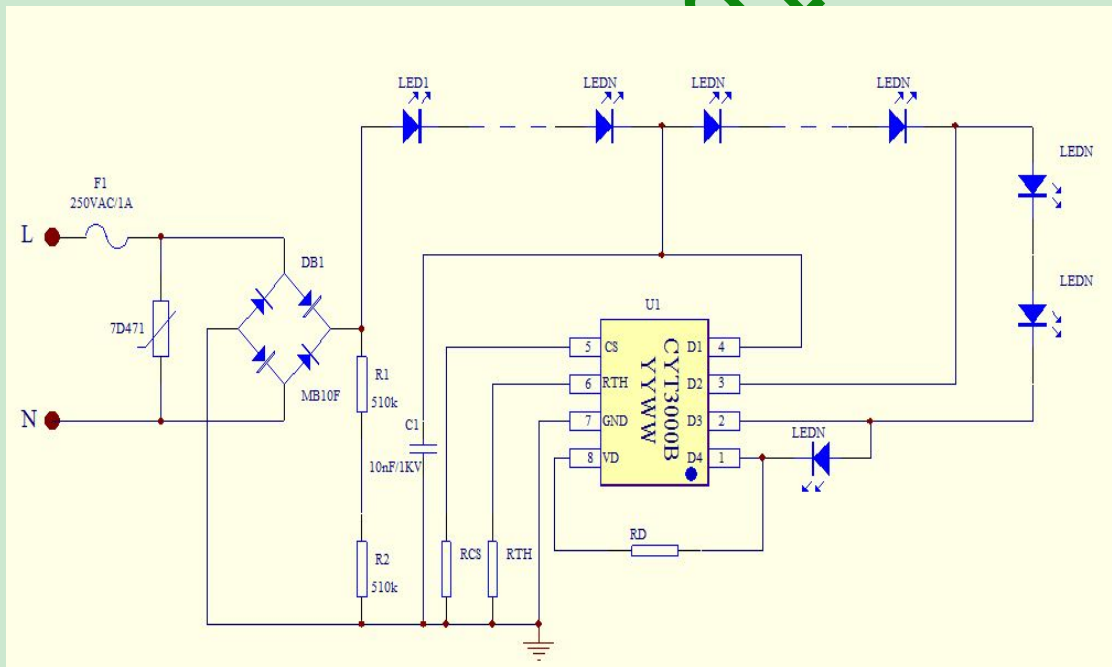 LED1
LEDN
LEDN
LEDN
LEDN
F1
250VAC/1A
L
DB1
LEDN
U1
7D471
5 CS
D1 4
R1
6 RTH
D2 3
MB10F
510k
N
C1
7 GND
D3 2
LEDN
8 VD
D4 1
CYT3000B
YYWW
10nF/1KV
RD
R2
RCS
RTH
510k